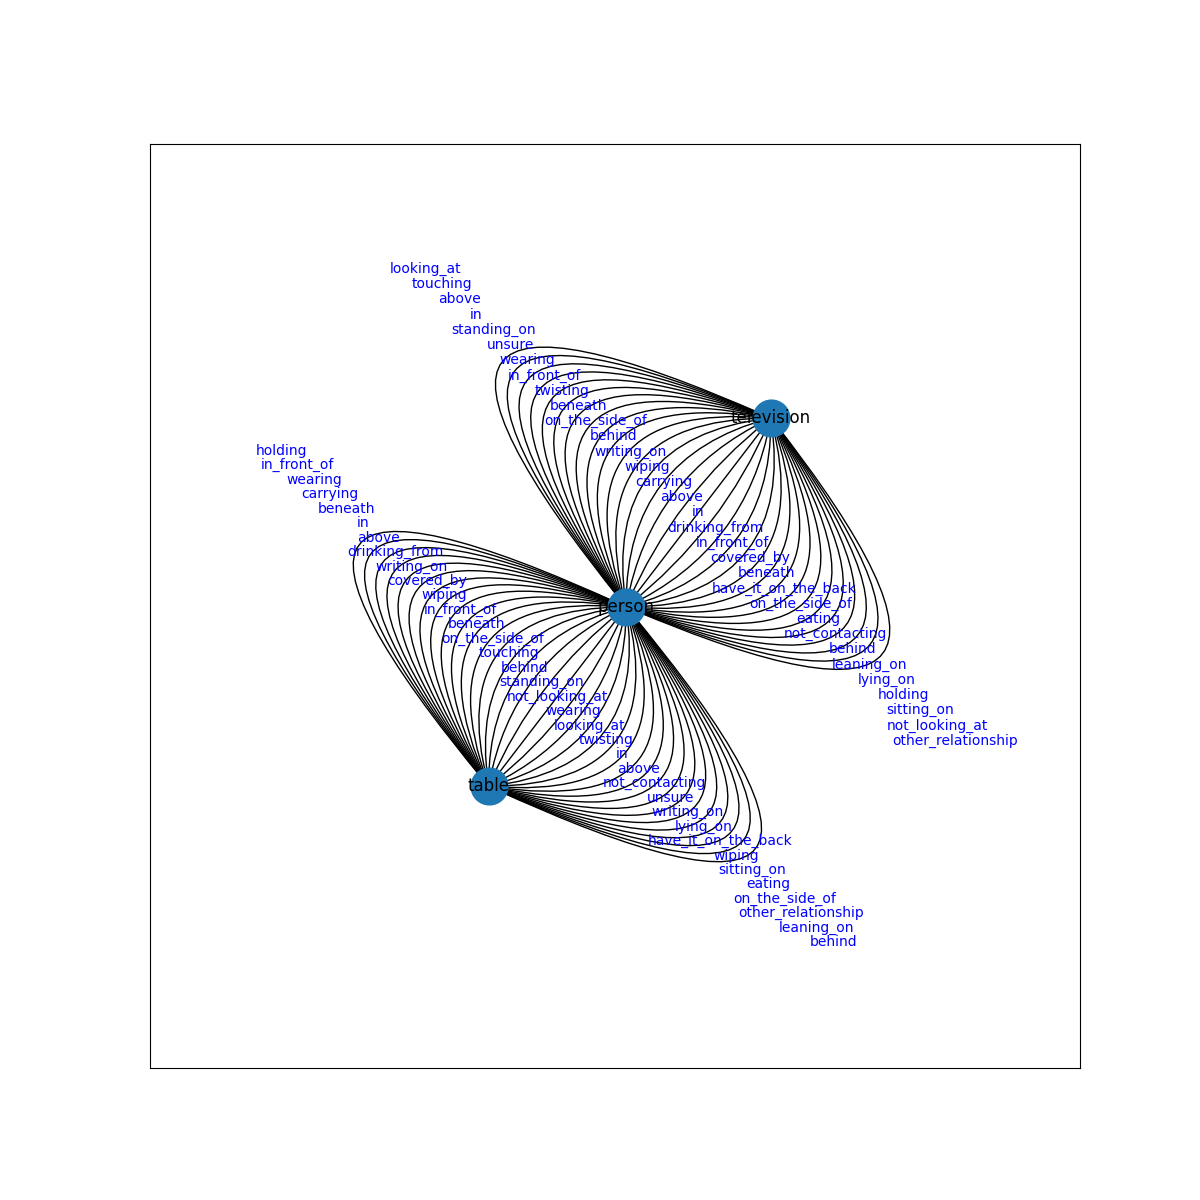 looking_at
touching
above
in
standing_on
unsure
wearing
in_front_of
twisting
beneath
on_the_side_of
behind
writing_on
wiping
carrying
above
in
drinking_from
in_front_of
covered_by
beneath
have_it_on_the_back
on_the_side_of
eating
not_contacting
behind
leaning_on
lying_on
holding
sitting_on
not_looking_at
other_relationship
television
person
holding
in_front_of
wearing
carrying
beneath
in
above
drinking_from
writing_on
covered_by
wiping
in_front_of
beneath
on_the_side_of
touching
behind
standing_on
not_looking_at
wearing
looking_at
twisting
in
above
not_contacting
unsure
writing_on
lying_on
have_it_on_the_back
wiping
sitting_on
eating
on_the_side_of
other_relationship
leaning_on
behind
table